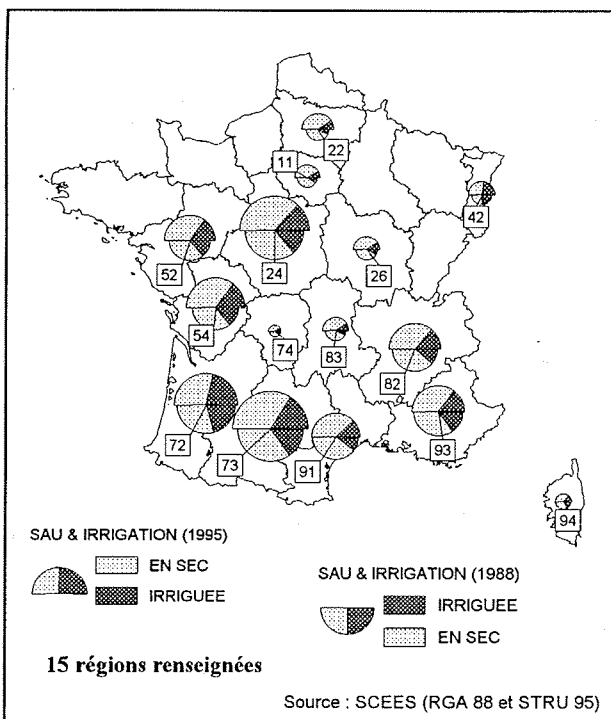 22
11
42
52
24
26
54
74
83
82
72
73
91
93
94
SAU & IRRIGATION (1995)
EN SEC
IRRIGUEE
SAU & IRRIGATION (1988)
IRRIGUEE
EN SEC
15 régions renseignées
Source : SCEES (RGA 88 et STRU 95)